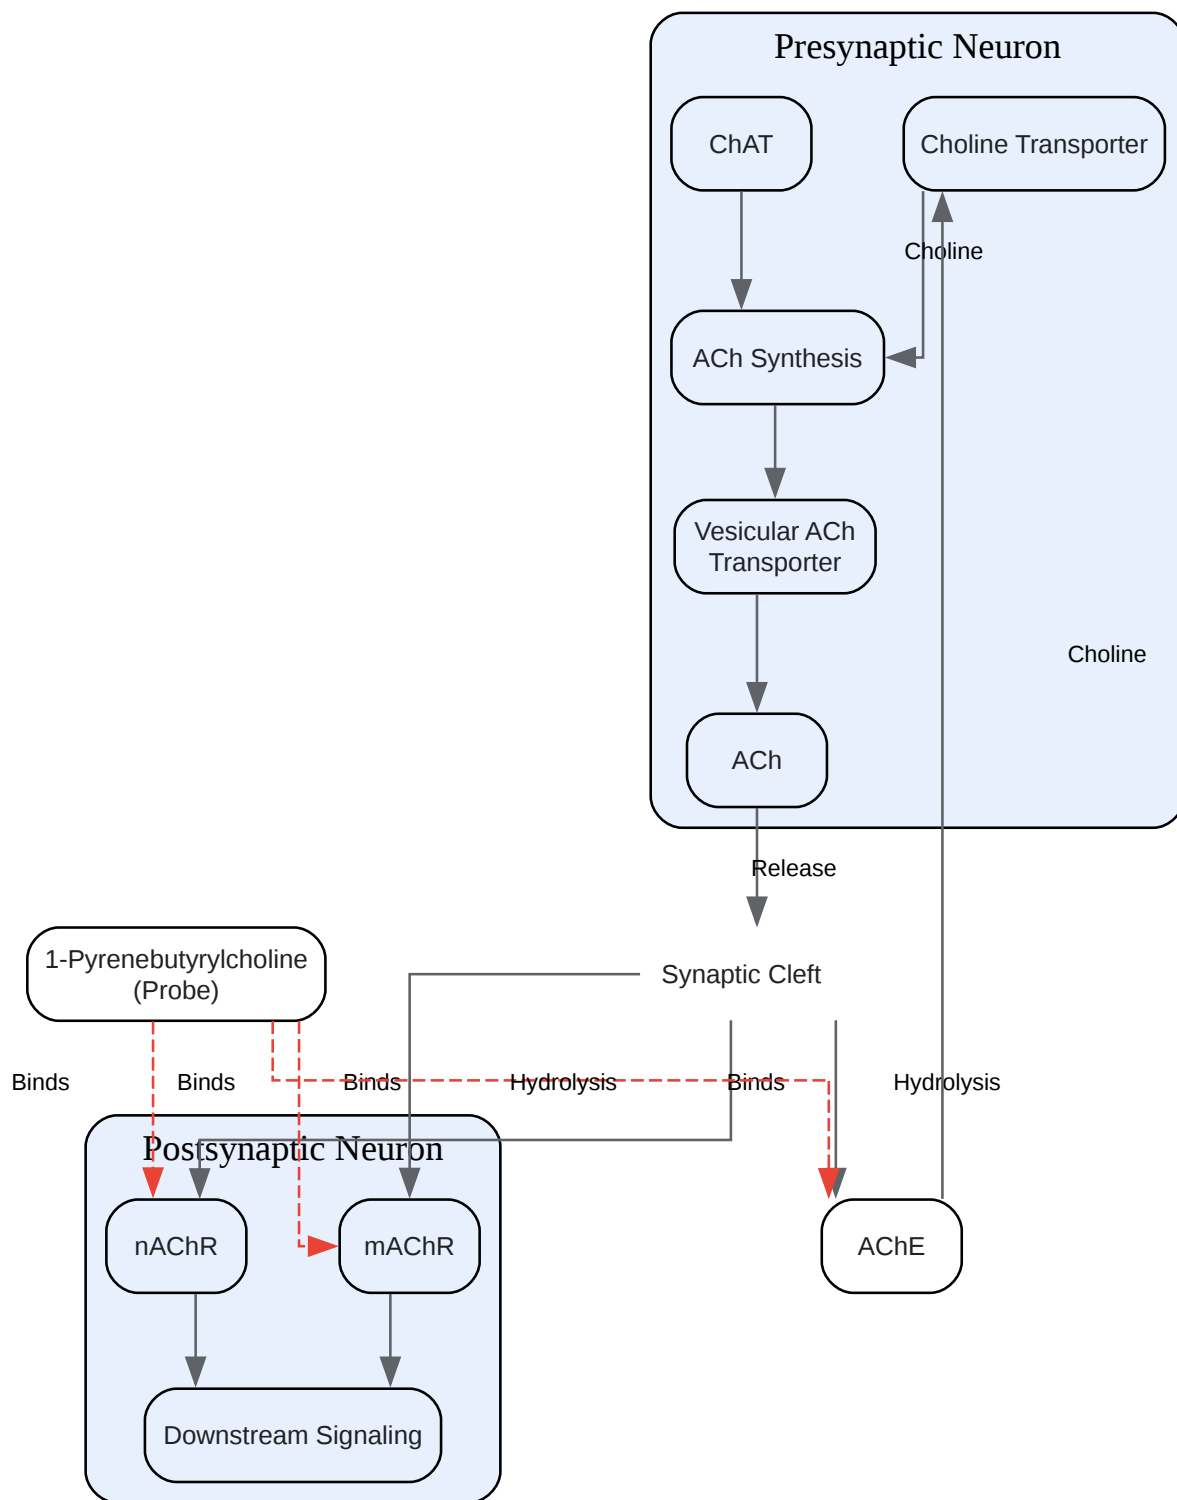 Presynaptic Neuron
ChAT
Choline Transporter
Choline
ACh Synthesis
Vesicular ACh
Transporter
Choline
ACh
Release
1-Pyrenebutyrylcholine
(Probe)
Synaptic Cleft
Binds
Binds
Binds
Hydrolysis
Binds
Hydrolysis
Postsynaptic Neuron
nAChR
mAChR
AChE
Downstream Signaling